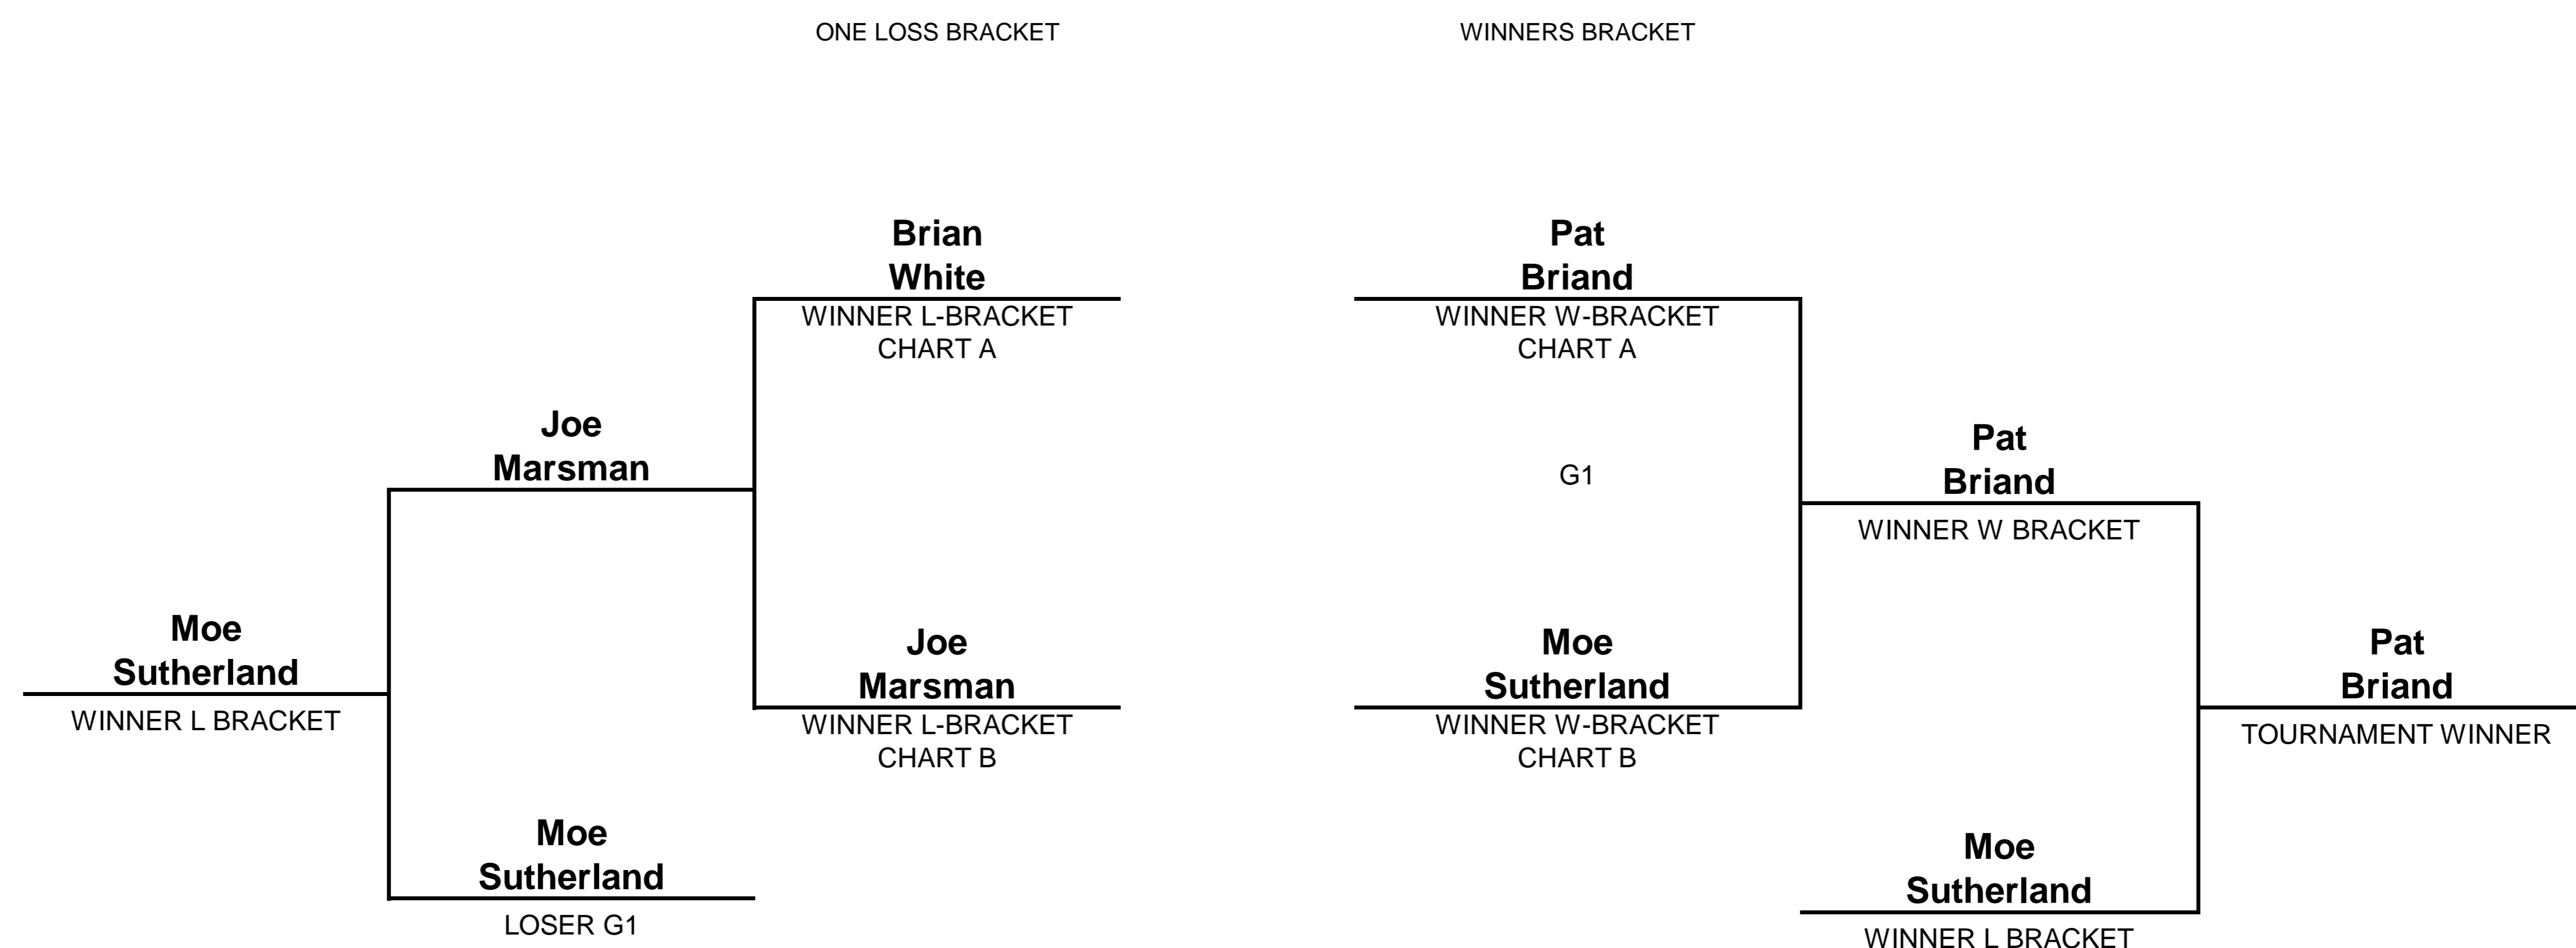 ONE LOSS BRACKET
WINNERS BRACKET
Brian
White
WINNER L-BRACKET
CHART A
Pat
Briand
WINNER W-BRACKET
CHART A
Joe
Marsman
G1
Pat
Briand
WINNER W BRACKET
Moe
Sutherland
WINNER L BRACKET
Joe
Marsman
WINNER L-BRACKET
CHART B
Moe
Sutherland
WINNER W-BRACKET
CHART B
Pat
Briand
TOURNAMENT WINNER
Moe
Sutherland
LOSER G1
Moe
Sutherland
WINNER L BRACKET